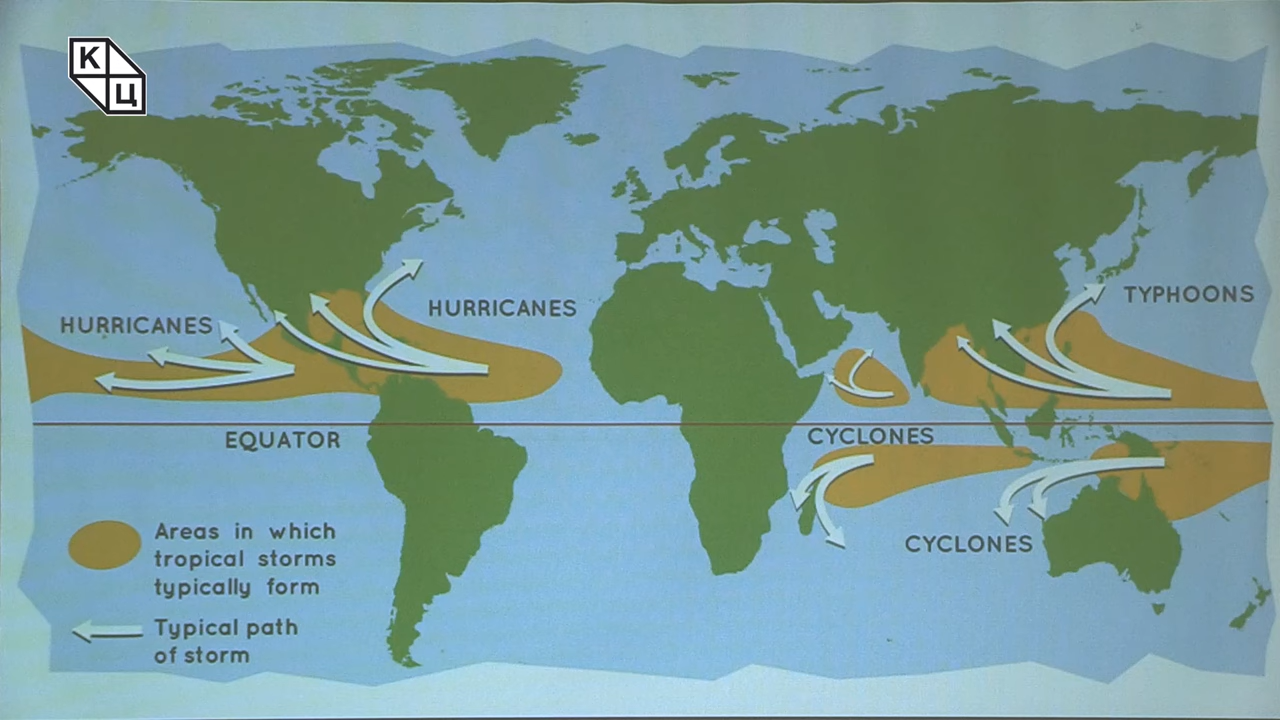 К
Ц
HURRICANES
HURRICANES
TYPHOONS
EQUATOR
CYCLONES
CYCLONES
Areas in which
tropical storms
typically form
Typical path
of storm